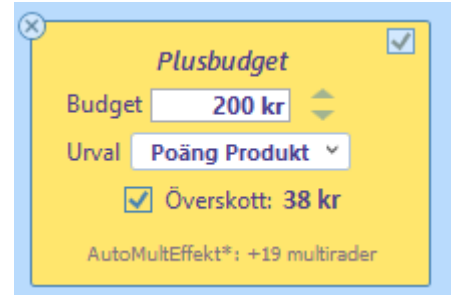 Plusbudget
Budget 200 kr
Urval Poäng Produkt
Överskott: 38 kr
AutoMultEffekt*: +19 multirader